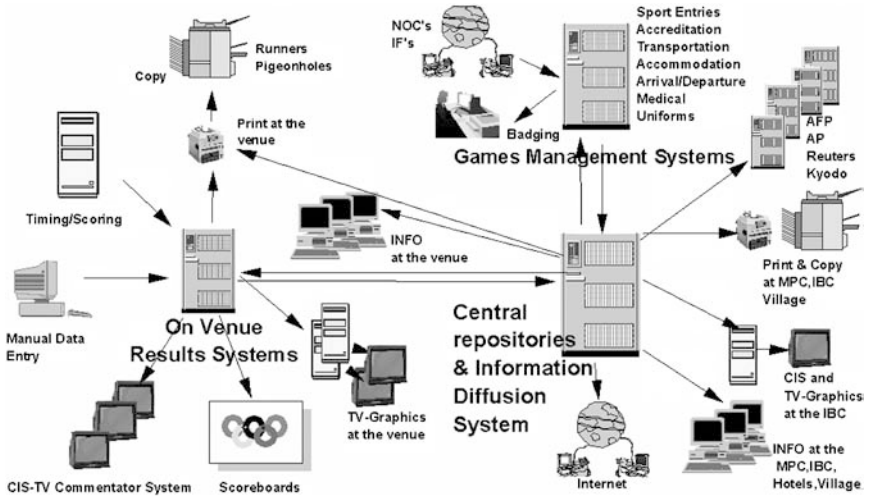 NOC's
IF's
Sport Entries
Accreditation
Transportation
Accommodation
Arrival/Departure
Medical
Uniforms
Runners
Pigeonholes
Copy
Print at the
venue
Badging
Games Management Systems
AFP
AP
Reuters
Kyodo
Timing/Scoring
INFO
at the venue
Print & Copy
at MPC,IBC
Village
Manual Data
Entry
On Venue
Results Systems
Central
repositories
& Information
Diffusion
System
TV-Graphics
at the venue
CIS and
TV-Graphics
at the IBC
CIS-TV Commentator System
Scoreboards
Internet
INFO at the
MPC,IBC,
Hotels,Village